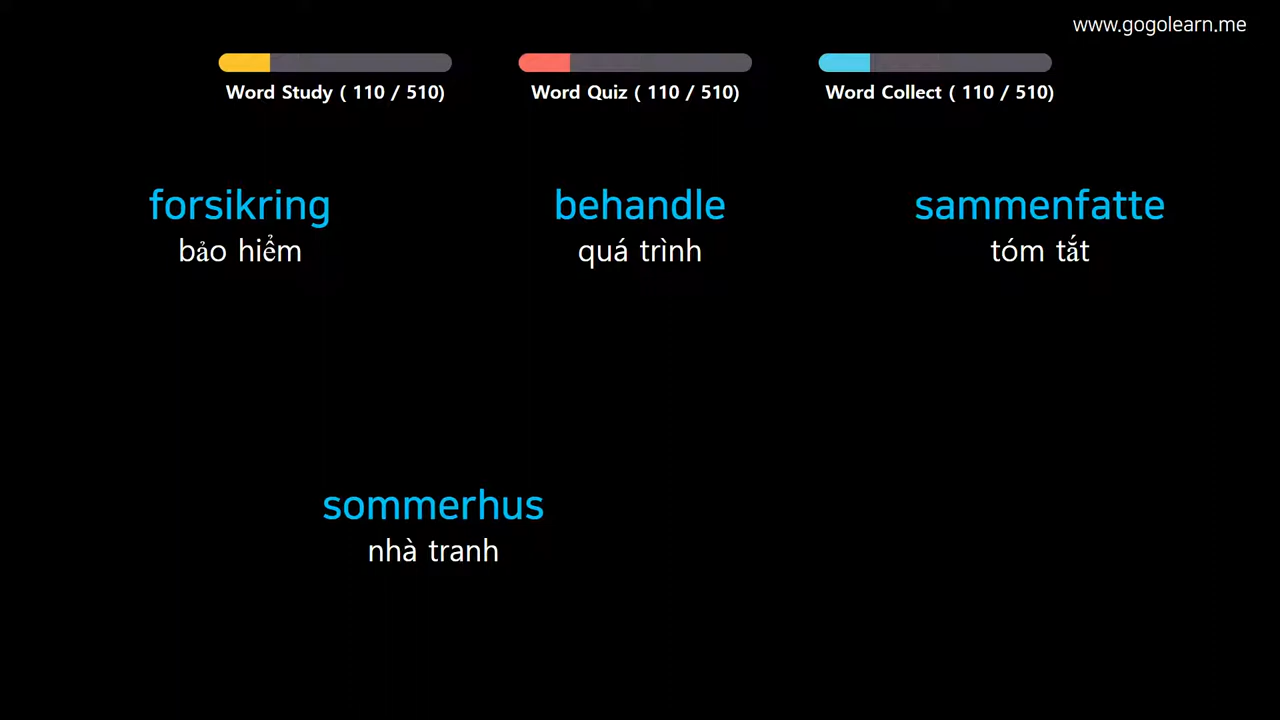 www.gogolearn.me
Word Study ( 110 / 510)
Word Quiz ( 110 / 510)
Word Collect ( 110 / 510)
forsikring
bảo hiểm
behandle
quá trình
sammenfatte
tóm tắt
sommerhus
nhà tranh